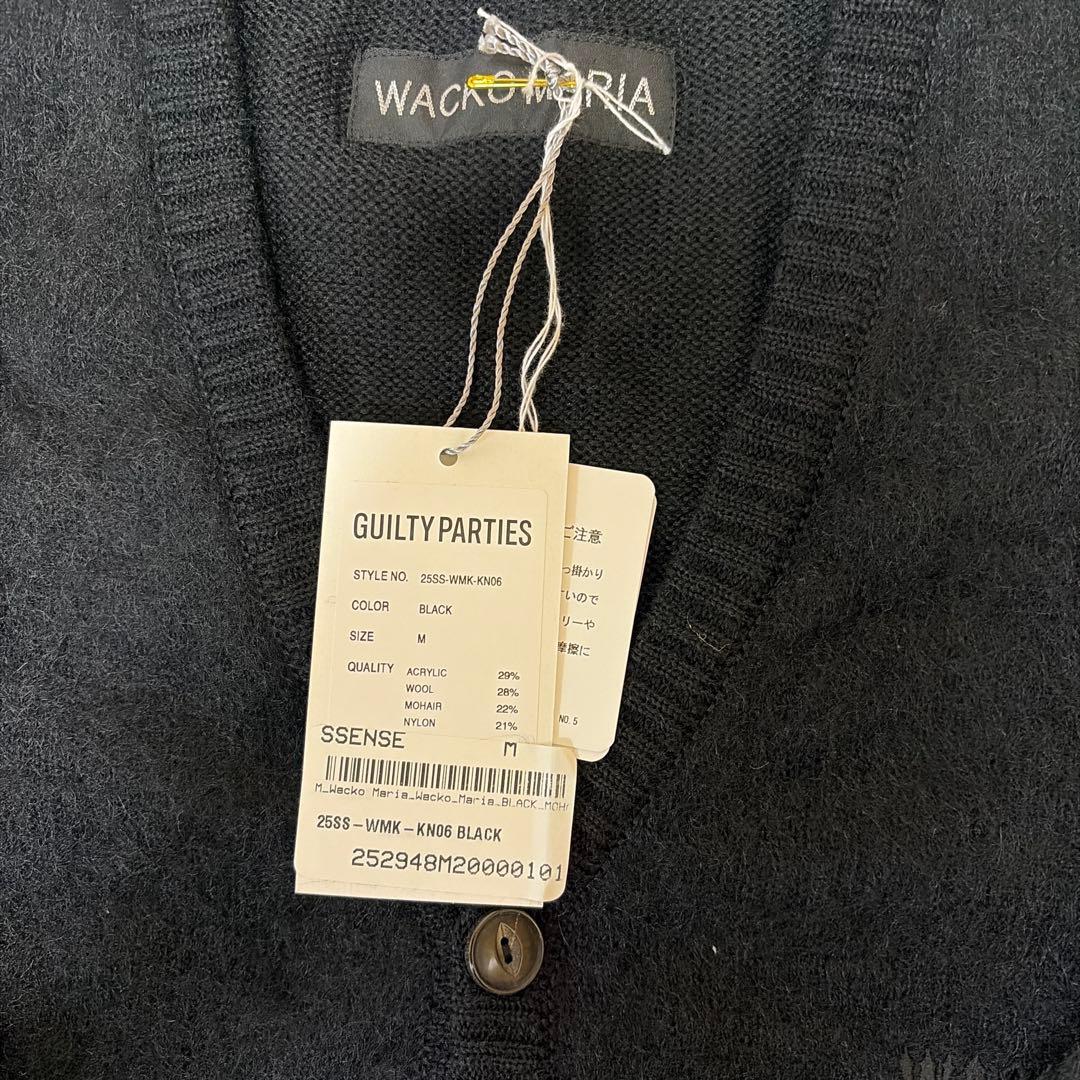 WACKO MARIA
GUILTY PARTIES
STYLE NO. 25SS-WMK-KN06
COLOR BLACK
SIZE M
QUALITY ACRYLIC 29%
WOOL 28%
MOHAIR 22%
NYLON 21%
SSENSE M
M_Wacko Maria_Wacko_Maria_BLACK_MOH
25SS-WMK-KN06 BLACK
252948M20000101
ご注意
つ掛かり
いので
リーや
摩擦に
NO. 5